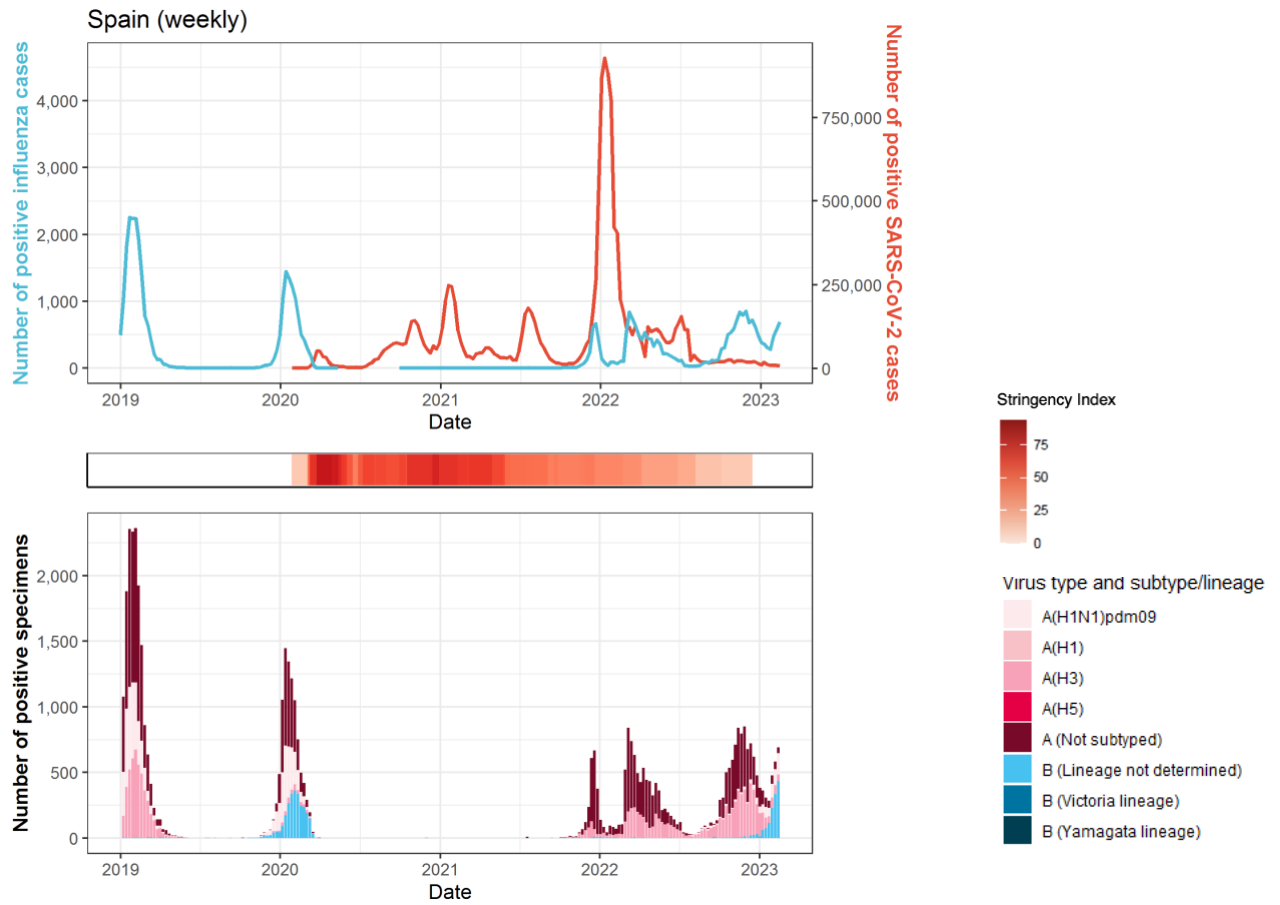 Spain (weekly)
Number of positive influenza cases
4,000
3,000
2,000
1,000
0
Number of positive SARS-CoV-2 cases
750,000
500,000
250,000
0
2019 2020 2021 2022 2023
Date
Stringency Index
75
50
25
0
Number of positive specimens
2,000
1,500
1,000
500
0
2019 2020 2021 2022 2023
Date
Virus type and subtype/lineage
A(H1N1)pdm09
A(H1)
A(H3)
A(H5)
A (Not subtyped)
B (Lineage not determined)
B (Victoria lineage)
B (Yamagata lineage)